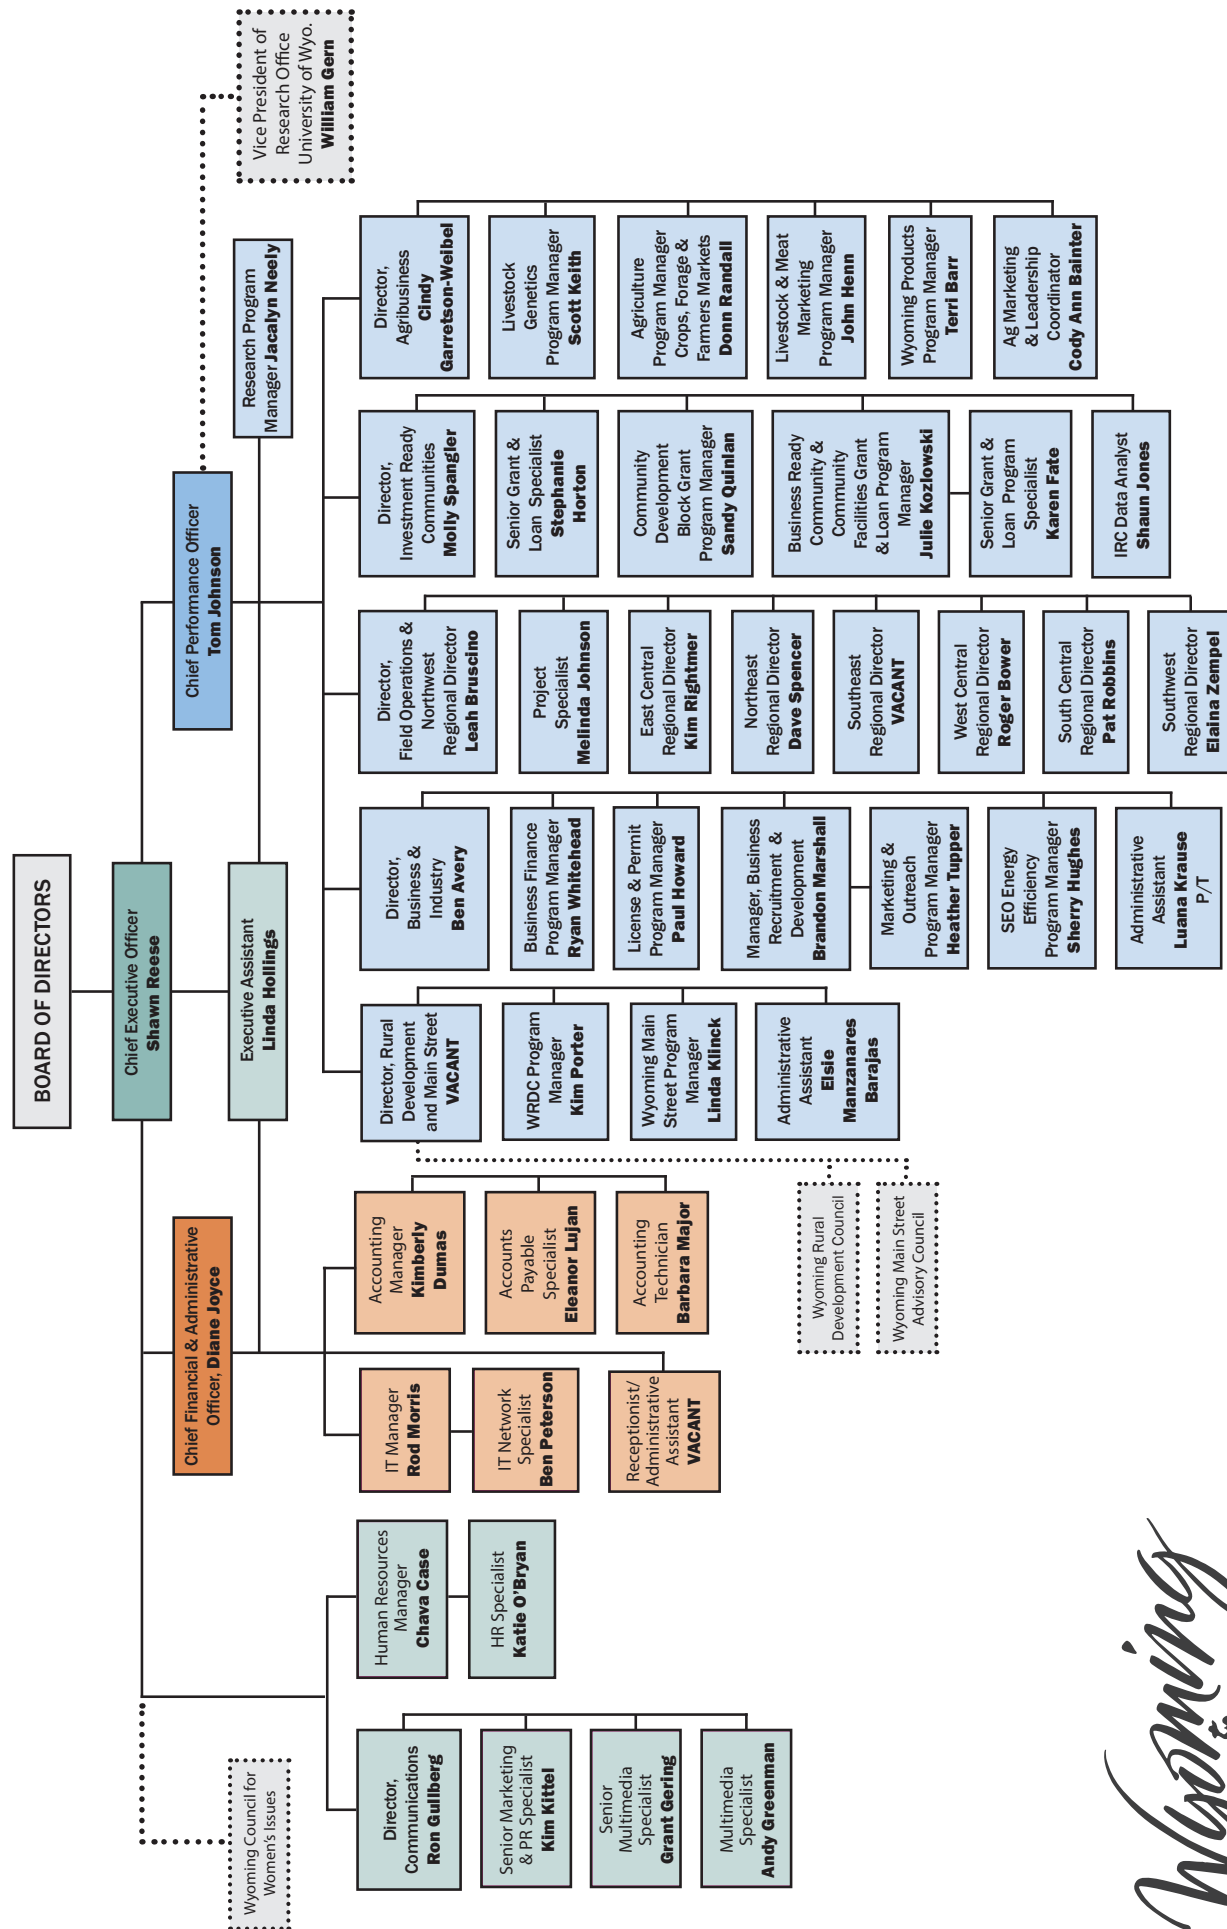 BOARD OF DIRECTORS
Chief Executive Officer
Shawn Reese
Executive Assistant
Linda Hollings
Wyoming Council for
Women's Issues
Chief Financial & Administrative
Officer, Diane Joyce
Chief Performance Officer
Tom Johnson
Research Program
Manager Jacalyn Neely
Vice President of
Research Office
University of Wyo.
William Gern
Director,
Communications
Ron Gullberg
Senior Marketing
& PR Specialist
Kim Kittel
Senior
Multimedia
Specialist
Grant Gering
Multimedia
Specialist
Andy Greenman
Human Resources
Manager
Chava Case
HR Specialist
Katie O'Bryan
IT Manager
Rod Morris
IT Network
Specialist
Ben Peterson
Receptionist/
Administrative
Assistant
VACANT
Accounting
Manager
Kimberly
Dumas
Accounts
Payable
Specialist
Eleanor Lujan
Accounting
Technician
Barbara Major
Wyoming Rural
Development Council
Wyoming Main Street
Advisory Council
Director, Rural
Development
and Main Street
VACANT
WRDC Program
Manager
Kim Porter
Wyoming Main
Street Program
Manager
Linda Klinck
Administrative
Assistant
Elsie
Manzanares
Barajas
Director,
Business &
Industry
Ben Avery
Business Finance
Program Manager
Ryan Whitehead
License & Permit
Program Manager
Paul Howard
Manager, Business
Recruitment &
Development
Brandon Marshall
Marketing &
Outreach
Program Manager
Heather Tupper
SEO Energy
Efficiency
Program Manager
Sherry Hughes
Administrative
Assistant
Luana Krause
P/T
Director,
Field Operations &
Northwest
Regional Director
Leah Bruscino
Project
Specialist
Melinda Johnson
East Central
Regional Director
Kim Rightmer
Northeast
Regional Director
Dave Spencer
Southeast
Regional Director
VACANT
West Central
Regional Director
Roger Bower
South Central
Regional Director
Pat Robbins
Southwest
Regional Director
Elaina Zempel
Director,
Investment Ready
Communities
Molly Spangler
Senior Grant &
Loan Specialist
Stephanie
Horton
Community
Development
Block Grant
Program Manager
Sandy Quinlan
Business Ready
Community &
Community
Facilities Grant
& Loan Program
Manager
Julie Kozlowski
Senior Grant &
Loan Program
Specialist
Karen Fate
IRC Data Analyst
Shaun Jones
Director,
Agribusiness
Cindy
Garretson-Weibel
Livestock
Genetics
Program Manager
Scott Keith
Agriculture
Program Manager
Crops, Forage &
Farmers Markets
Donn Randall
Livestock & Meat
Marketing
Program Manager
John Henn
Wyoming Products
Program Manager
Terri Barr
Ag Marketing
& Leadership
Coordinator
Cody Ann Bainter
Wyoming